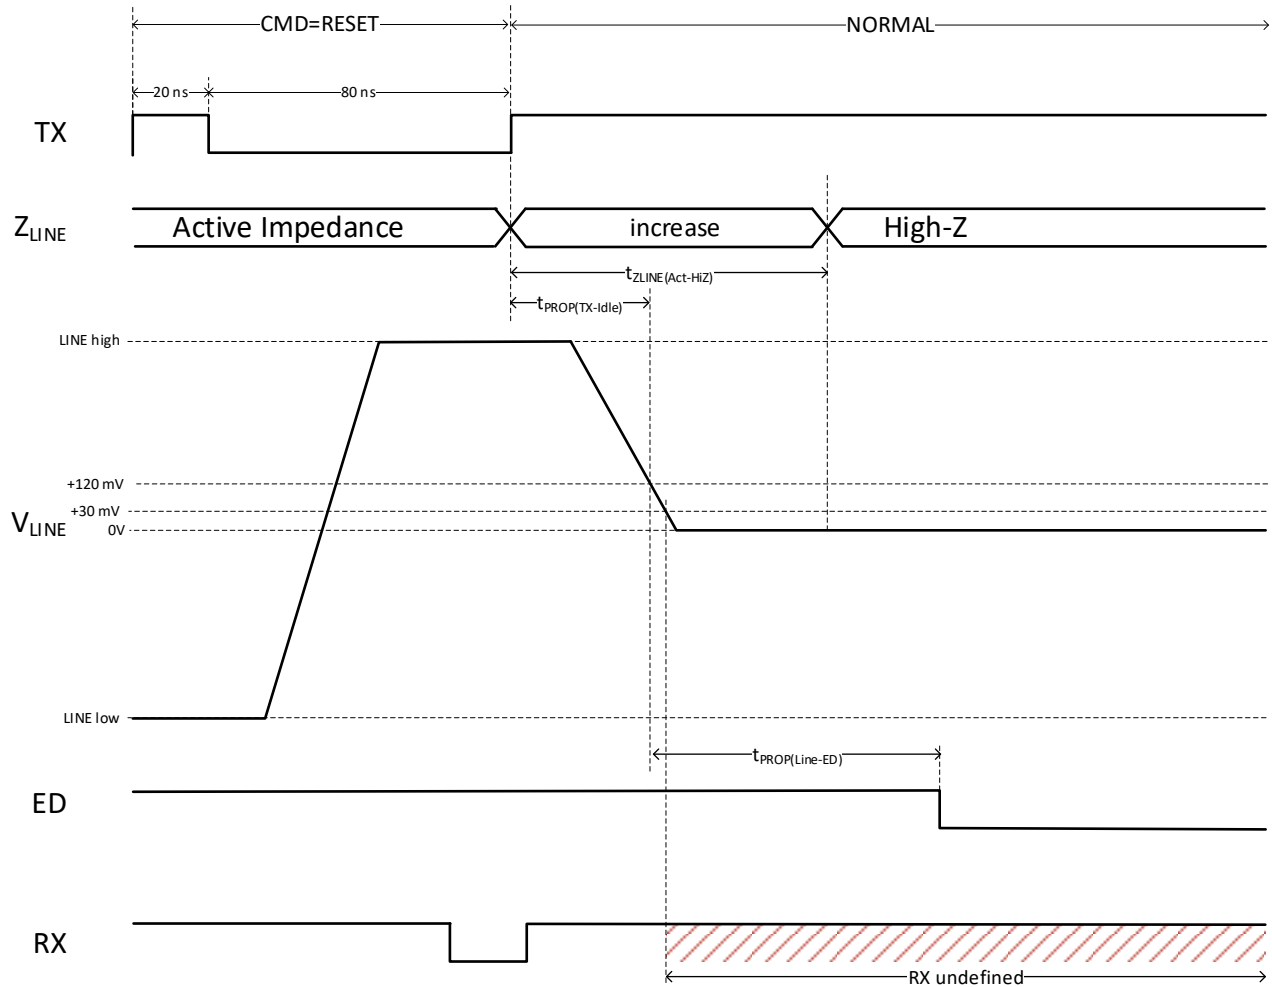 CMD=RESET
NORMAL
20 ns
80 ns
TX
ZLINE
Active Impedance
increase
High-Z
tZLINE(Act-HiZ)
tPROP(TX-Idle)
LINE high
+120 mV
+30 mV
VLINE
0V
LINE low
tPROP(Line-ED)
ED
RX
RX undefined